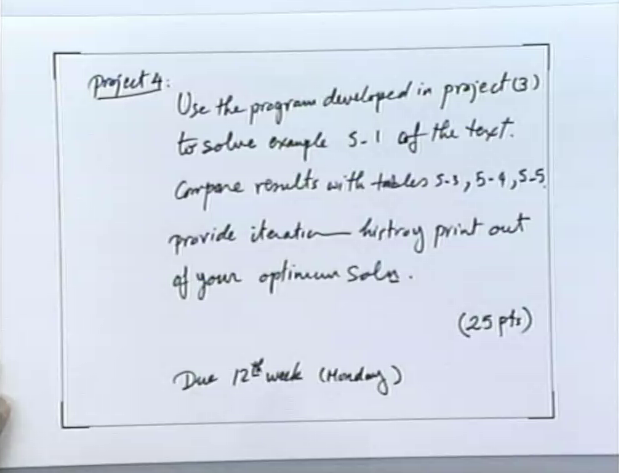 Project 4:
Use the program developed in project (3)
to solve example 5-1 of the text.
Compare results with tables 5-3, 5-4, 5-5.
provide iteration histroy print out
of your optimum soln.
(25 pts)
Due 12th week (Monday)